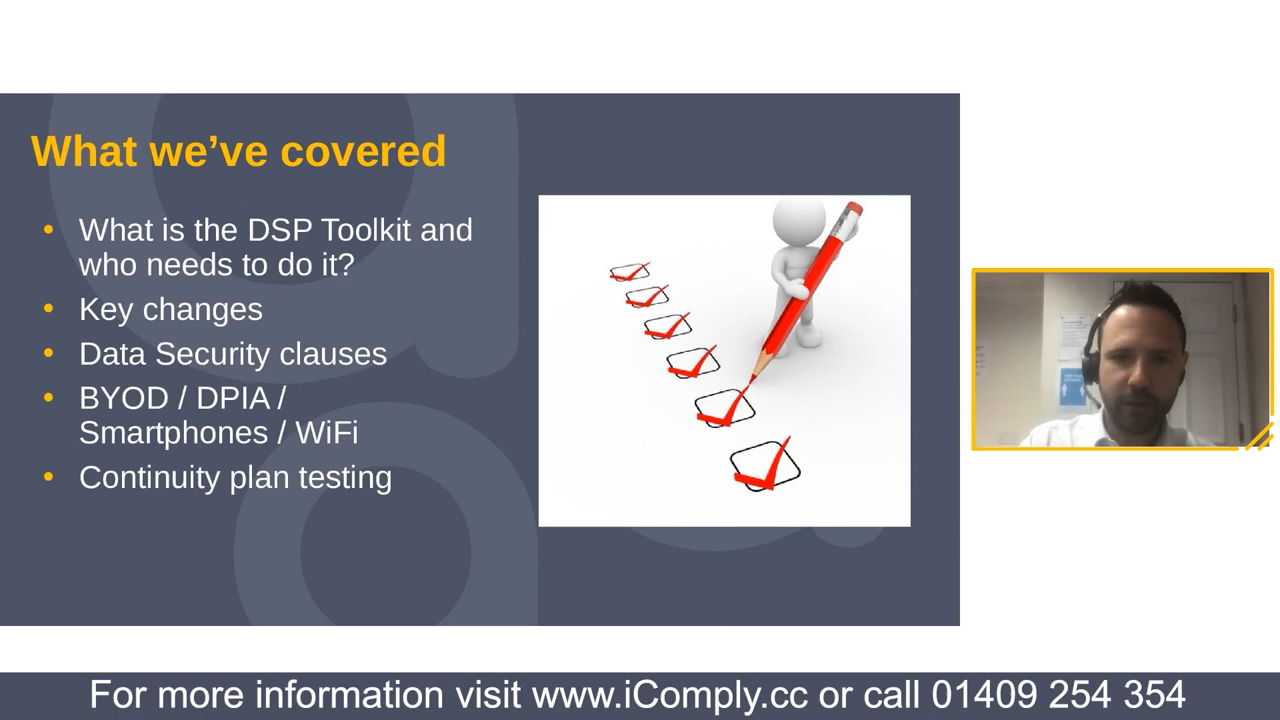 What we’ve covered
• What is the DSP Toolkit and
who needs to do it?
• Key changes
• Data Security clauses
• BYOD / DPIA /
Smartphones / WiFi
• Continuity plan testing
For more information visit www.iComply.cc or call 01409 254 354